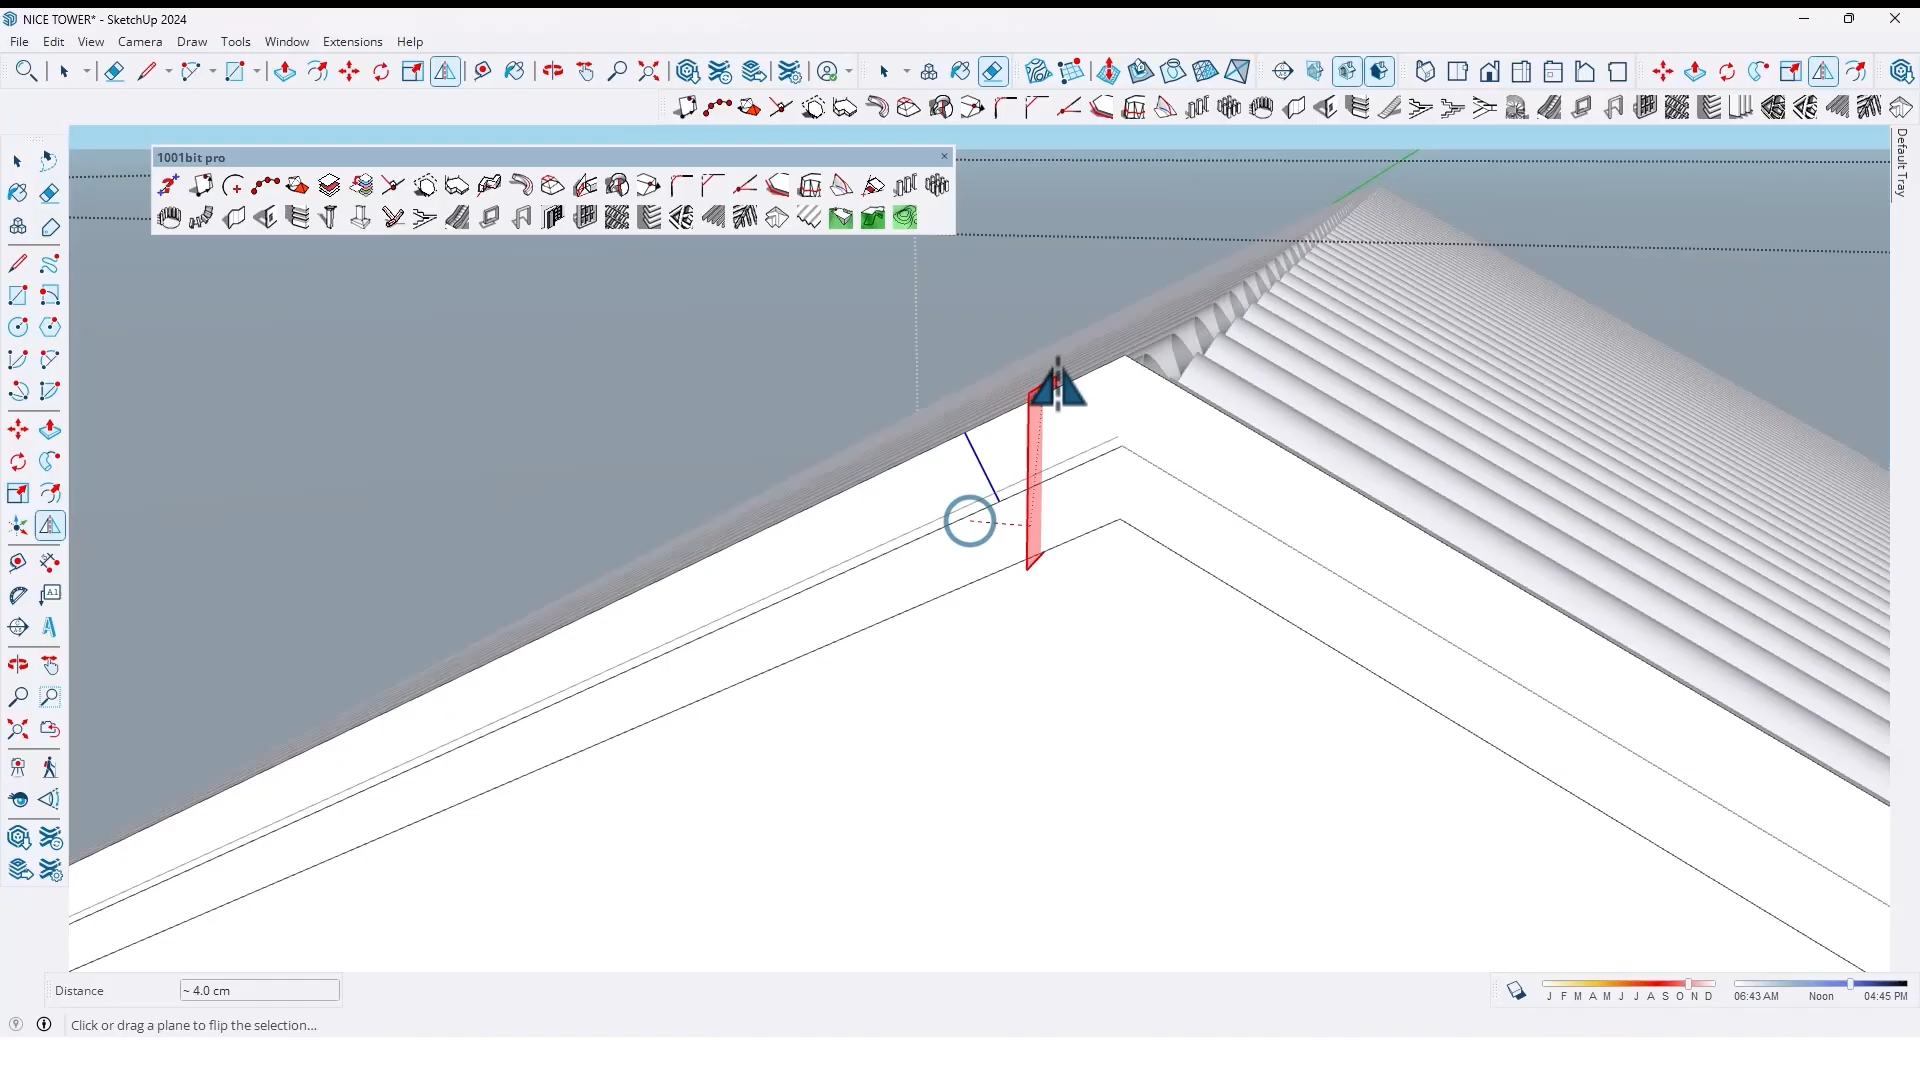 NICE TOWER* - SketchUp 2024
File Edit View Camera Draw Tools Window Extensions Help
1001bit pro
Default Tray
A1
A
Distance ~ 4.0 cm
J F M A M J J A S O N D
06:43 AM Noon 04:45 PM
Click or drag a plane to flip the selection...